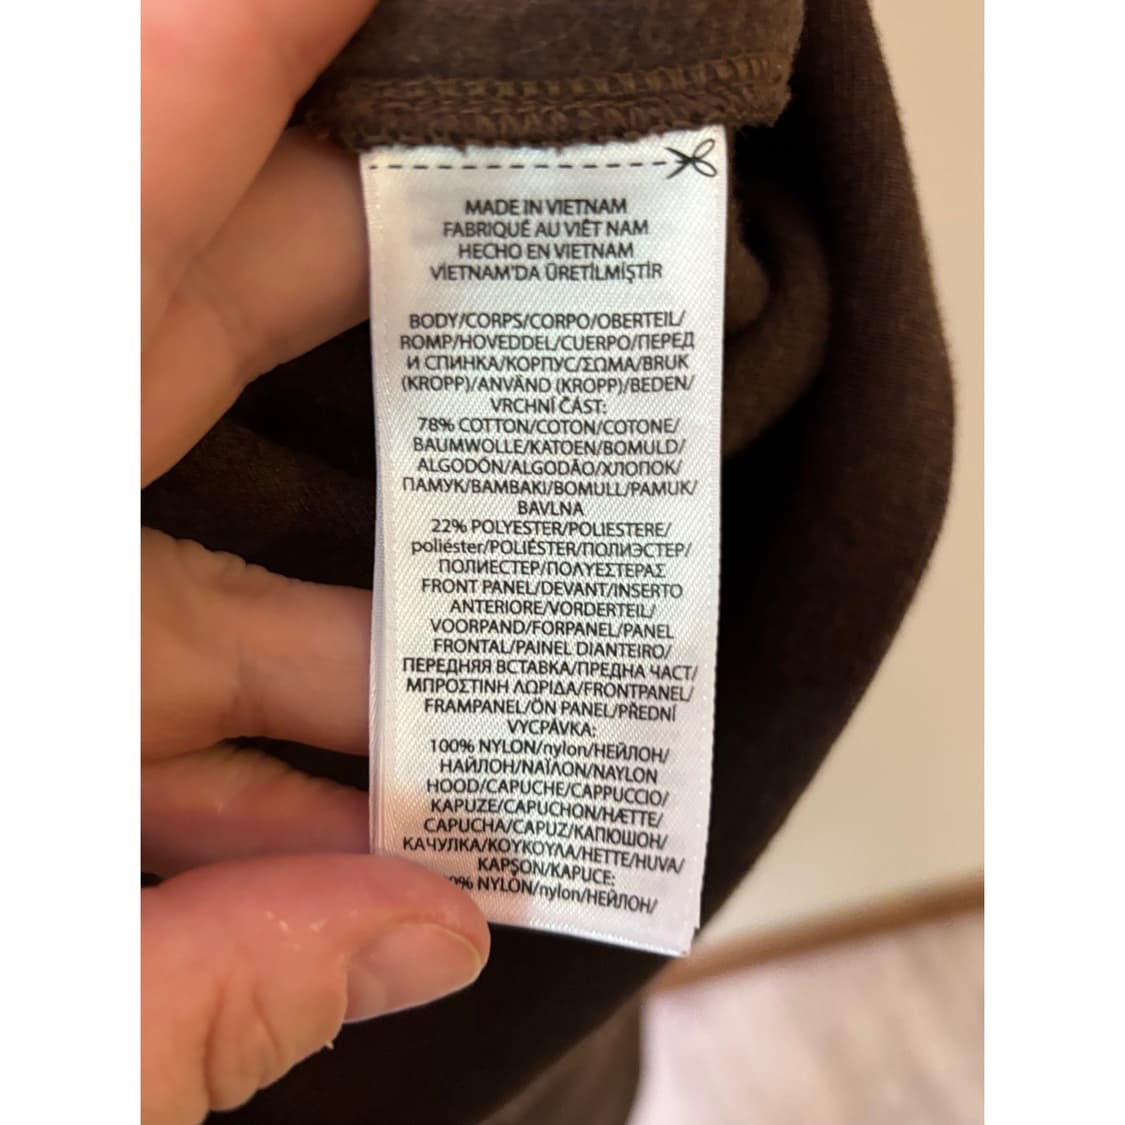 MADE IN VIETNAM
FABRIQUÉ AU VIÊT NAM
HECHO EN VIETNAM
VİETNAM'DA ÜRETİLMİŞTİR
BODY/CORPS/CORPO/OBERTEIL/
ROMP/HOVEDDEL/CUERPO/ПЕРЕД
И СПИНКА/КОРПУС/ΣΩΜΑ/BRUK
(KROPP)/ANVÄND (KROPP)/BEDEN/
VRCHNÍ ČÁST:
78% COTTON/COTON/COTONE/
BAUMWOLLE/KATOEN/BOMULD/
ALGODÓN/ALGODÃO/ХЛОПОК/
ПАМУК/ΒΑΜΒΑΚΙ/BOMULL/PAMUK/
BAVLNA
22% POLYESTER/POLIESTERE/
poliéster/POLIÉSTER/ПОЛИЭСТЕР/
ПОЛИЕСТЕР/ΠΟΛΥΕΣΤΕΡΑΣ
FRONT PANEL/DEVANT/INSERTO
ANTERIORE/VORDERTEIL/
VOORPAND/FORPANEL/PANEL
FRONTAL/PAINEL DIANTEIRO/
ПЕРЕДНЯЯ ВСТАВКА/ПРЕДНА ЧАСТ/
ΜΠΡΟΣΤΙΝΗ ΛΩΡΙΔΑ/FRONTPANEL/
FRAMPANEL/ÖN PANEL/PŘEDNÍ
VYCPÁVKA:
100% NYLON/nylon/НЕЙЛОН/
НАЙЛОН/ΝΑΪΛΟΝ/NAYLON
HOOD/CAPUCHE/CAPPUCCIO/
KAPUZE/CAPUCHON/HÆTTE/
CAPUCHA/CAPUZ/КАПЮШОН/
КАЧУЛКА/ΚΟΥΚΟΥΛΑ/HETTE/HUVA/
KAPŞON/KAPUCE:
NYLON/nylon/НЕЙЛОН/